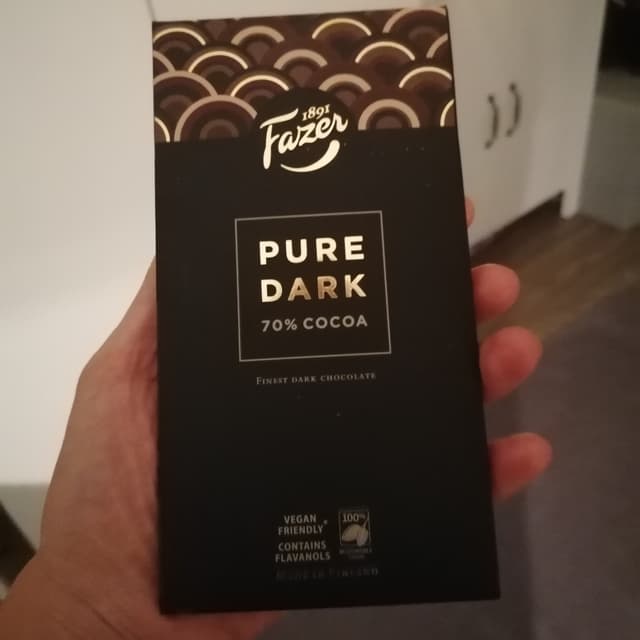 1891
Fazer
PURE
DARK
70% COCOA
FINEST DARK CHOCOLATE
VEGAN
FRIENDLY*
CONTAINS
FLAVANOLS
100%
MADE IN FINLAND